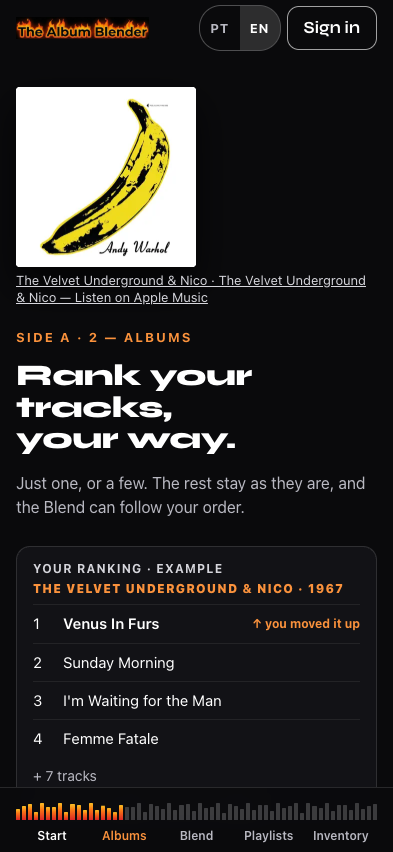 The Album Blender
PT
EN
Sign in
Andy Warhol
The Velvet Underground & Nico · The Velvet Underground
& Nico — Listen on Apple Music
SIDE A · 2 — ALBUMS
Rank your
tracks,
your way.
Just one, or a few. The rest stay as they are, and
the Blend can follow your order.
YOUR RANKING · EXAMPLE
THE VELVET UNDERGROUND & NICO · 1967
1 Venus In Furs ↑ you moved it up
2 Sunday Morning
3 I'm Waiting for the Man
4 Femme Fatale
+ 7 tracks
Start Albums Blend Playlists Inventory